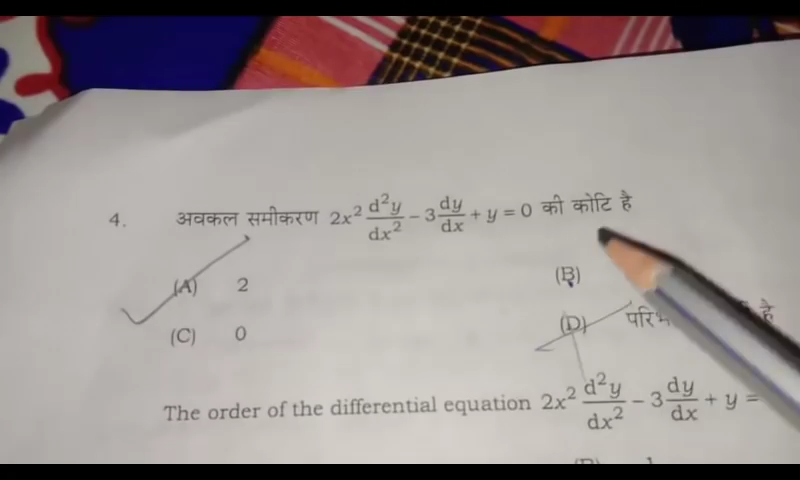 4. अवकल समीकरण 2x² d²y/dx² – 3 dy/dx + y = 0 की कोटि है
(A) 2 (B)
(C) 0 (D) है
The order of the differential equation 2x² d²y/dx² – 3 dy/dx + y =